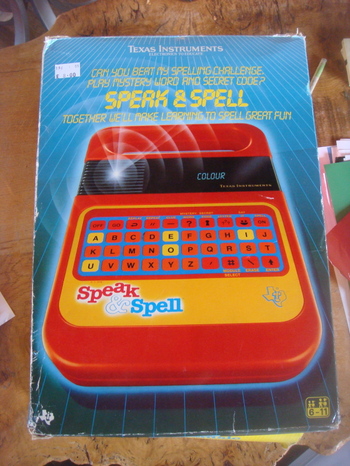 TEXAS INSTRUMENTS
CAN YOU BEAT MY SPELLING CHALLENGE.
PLAY MYSTERY WORD AND SECRET CODE?
SPEAK & SPELL
TOGETHER WE'LL MAKE LEARNING TO SPELL GREAT FUN
COLOUR
TEXAS INSTRUMENTS
A B C D E F G H I J
K L M N O P Q R S T
U V W X Y Z
SELECT
Speak
& Spell
6-11